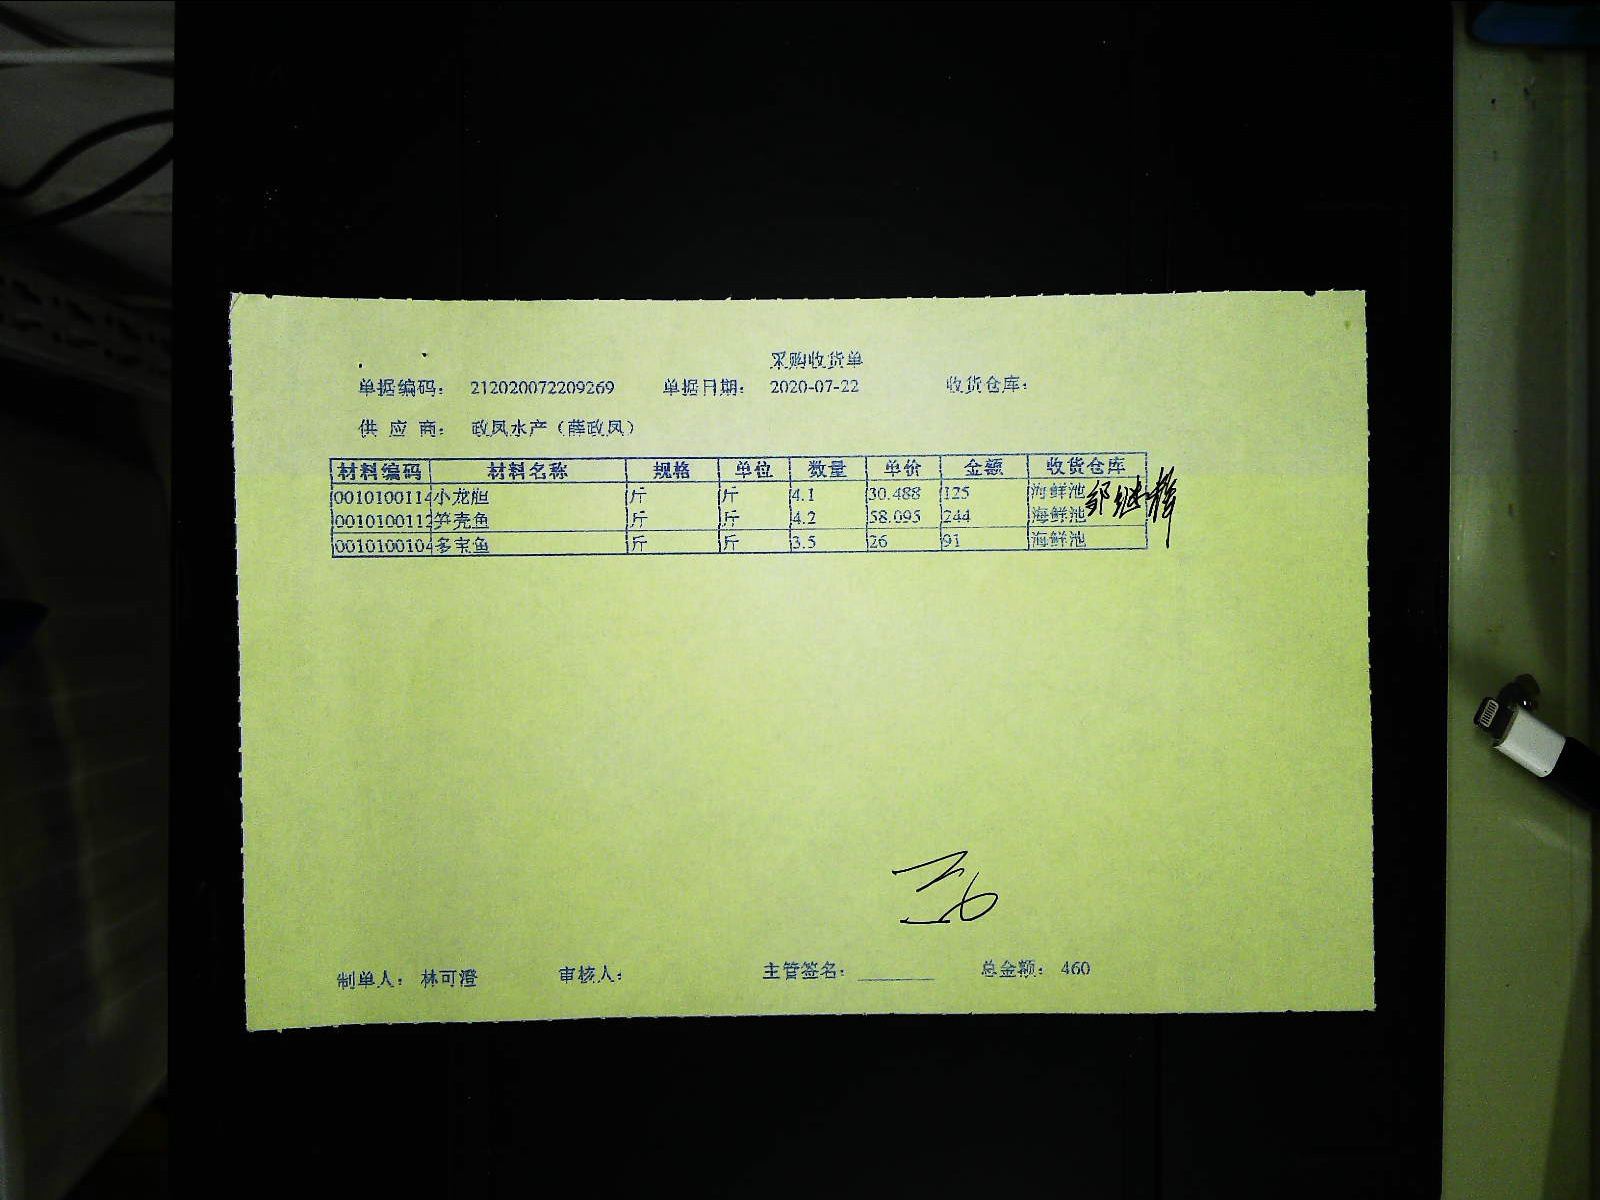 采购收货单
单据编码： 212020072209269 单据日期： 2020-07-22 收货仓库：
供 应 商： 政凤水产（薛政凤）
材料编码 材料名称 规格 单位 数量 单价 金额 收货仓库
0010100114 小龙胆 斤 斤 4.1 30.488 125 海鲜池
0010100112 笋壳鱼 斤 斤 4.2 58.095 244 海鲜池
0010100104 多宝鱼 斤 斤 3.5 26 91 海鲜池
制单人： 林可澄 审核人： 主管签名： 总金额： 460